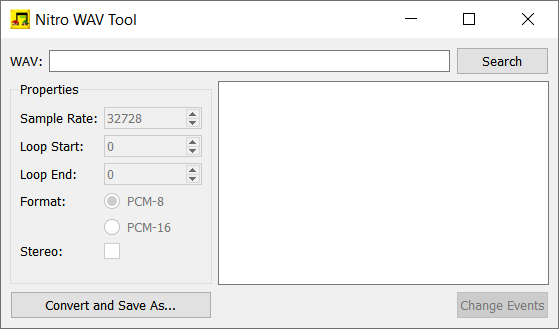 Nitro WAV Tool
WAV:
Search
Properties
Sample Rate: 32728
Loop Start: 0
Loop End: 0
Format: PCM-8
PCM-16
Stereo:
Convert and Save As...
Change Events